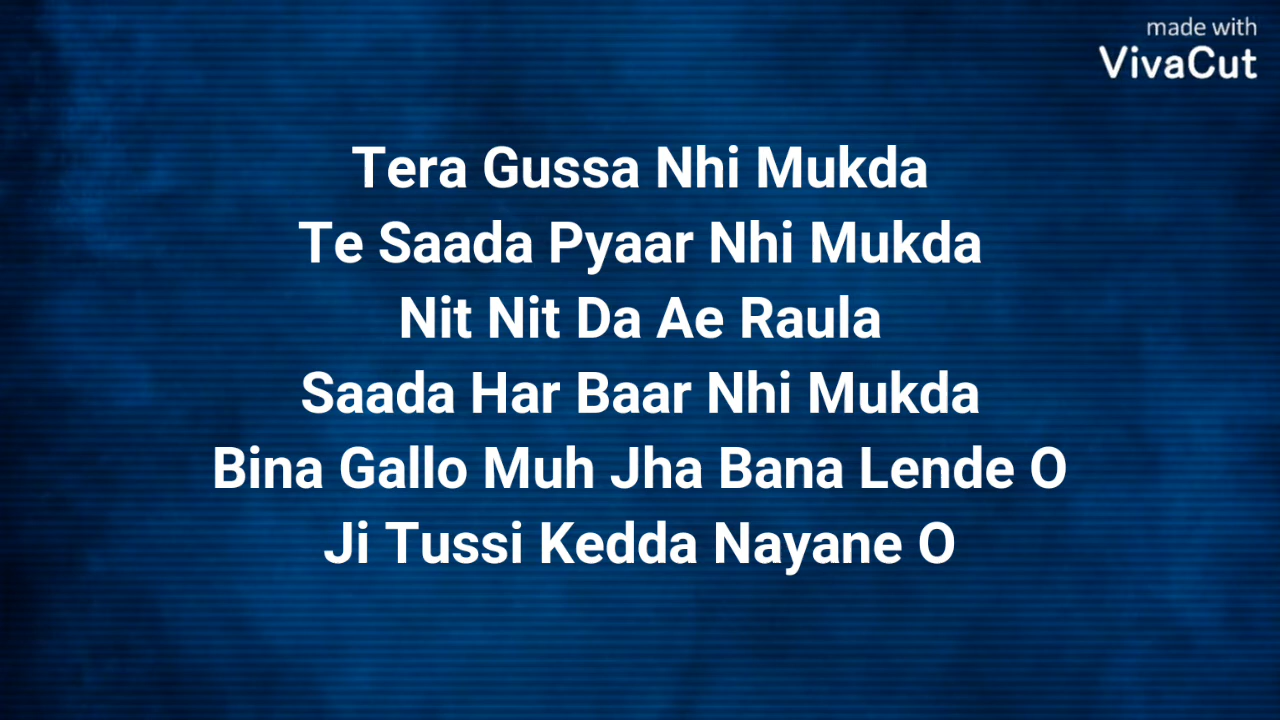 made with
VivaCut
Tera Gussa Nhi Mukda
Te Saada Pyaar Nhi Mukda
Nit Nit Da Ae Raula
Saada Har Baar Nhi Mukda
Bina Gallo Muh Jha Bana Lende O
Ji Tussi Kedda Nayane O